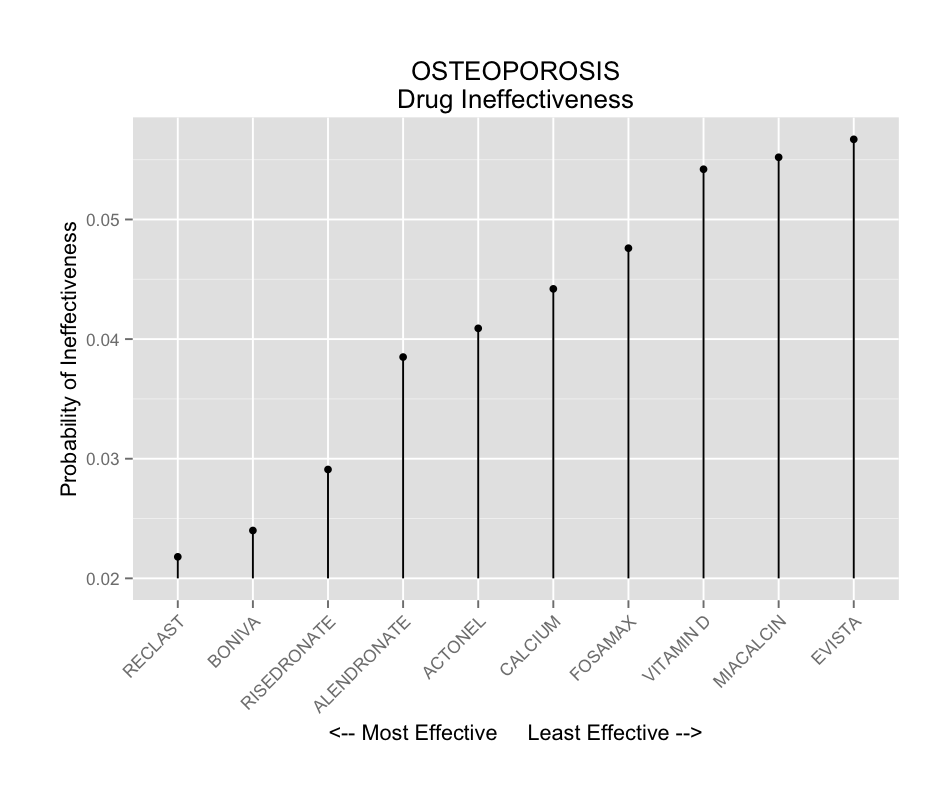 OSTEOPOROSIS
Drug Ineffectiveness
Probability of Ineffectiveness
0.05
0.04
0.03
0.02
RECLAST
BONIVA
RISEDRONATE
ALENDRONATE
ACTONEL
CALCIUM
FOSAMAX
VITAMIN D
MIACALCIN
EVISTA
<-- Most Effective Least Effective -->